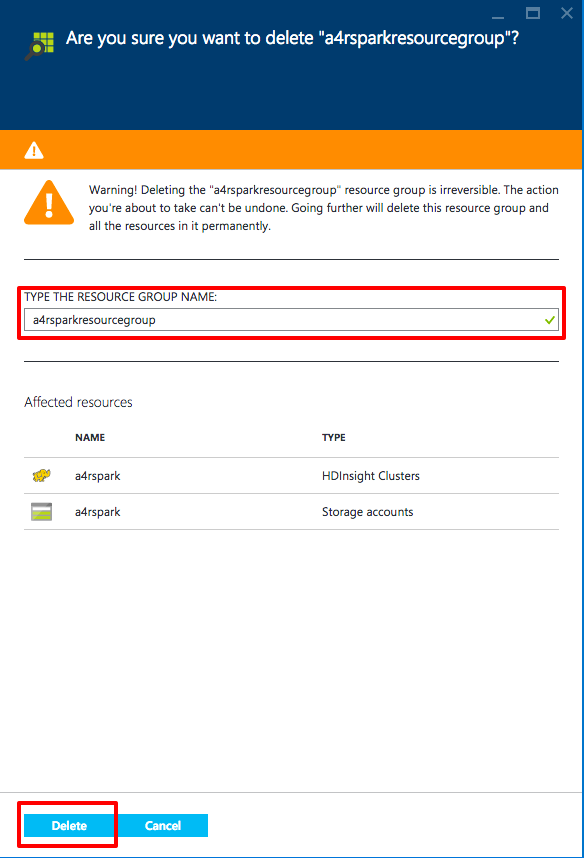 Are you sure you want to delete "a4rsparkresourcegroup"?
Warning! Deleting the "a4rsparkresourcegroup" resource group is irreversible. The action
you're about to take can't be undone. Going further will delete this resource group and
all the resources in it permanently.
TYPE THE RESOURCE GROUP NAME:
a4rsparkresourcegroup
Affected resources
NAME TYPE
a4rspark HDInsight Clusters
a4rspark Storage accounts
Delete Cancel